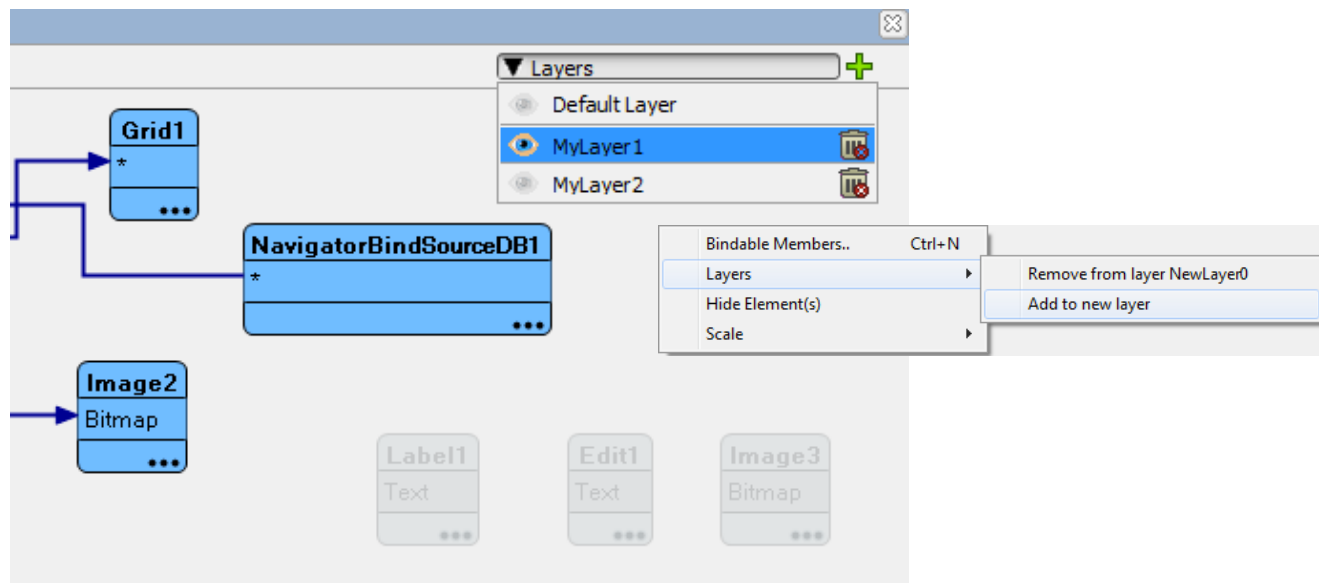 ▼ Layers
Default Layer
MyLayer1
MyLayer2
Grid1
*
...
NavigatorBindSourceDB1
*
...
Bindable Members.. Ctrl+N
Layers
Hide Element(s)
Scale
Remove from layer NewLayer0
Add to new layer
Image2
Bitmap
...
Label1
Text
...
Edit1
Text
...
Image3
Bitmap
...